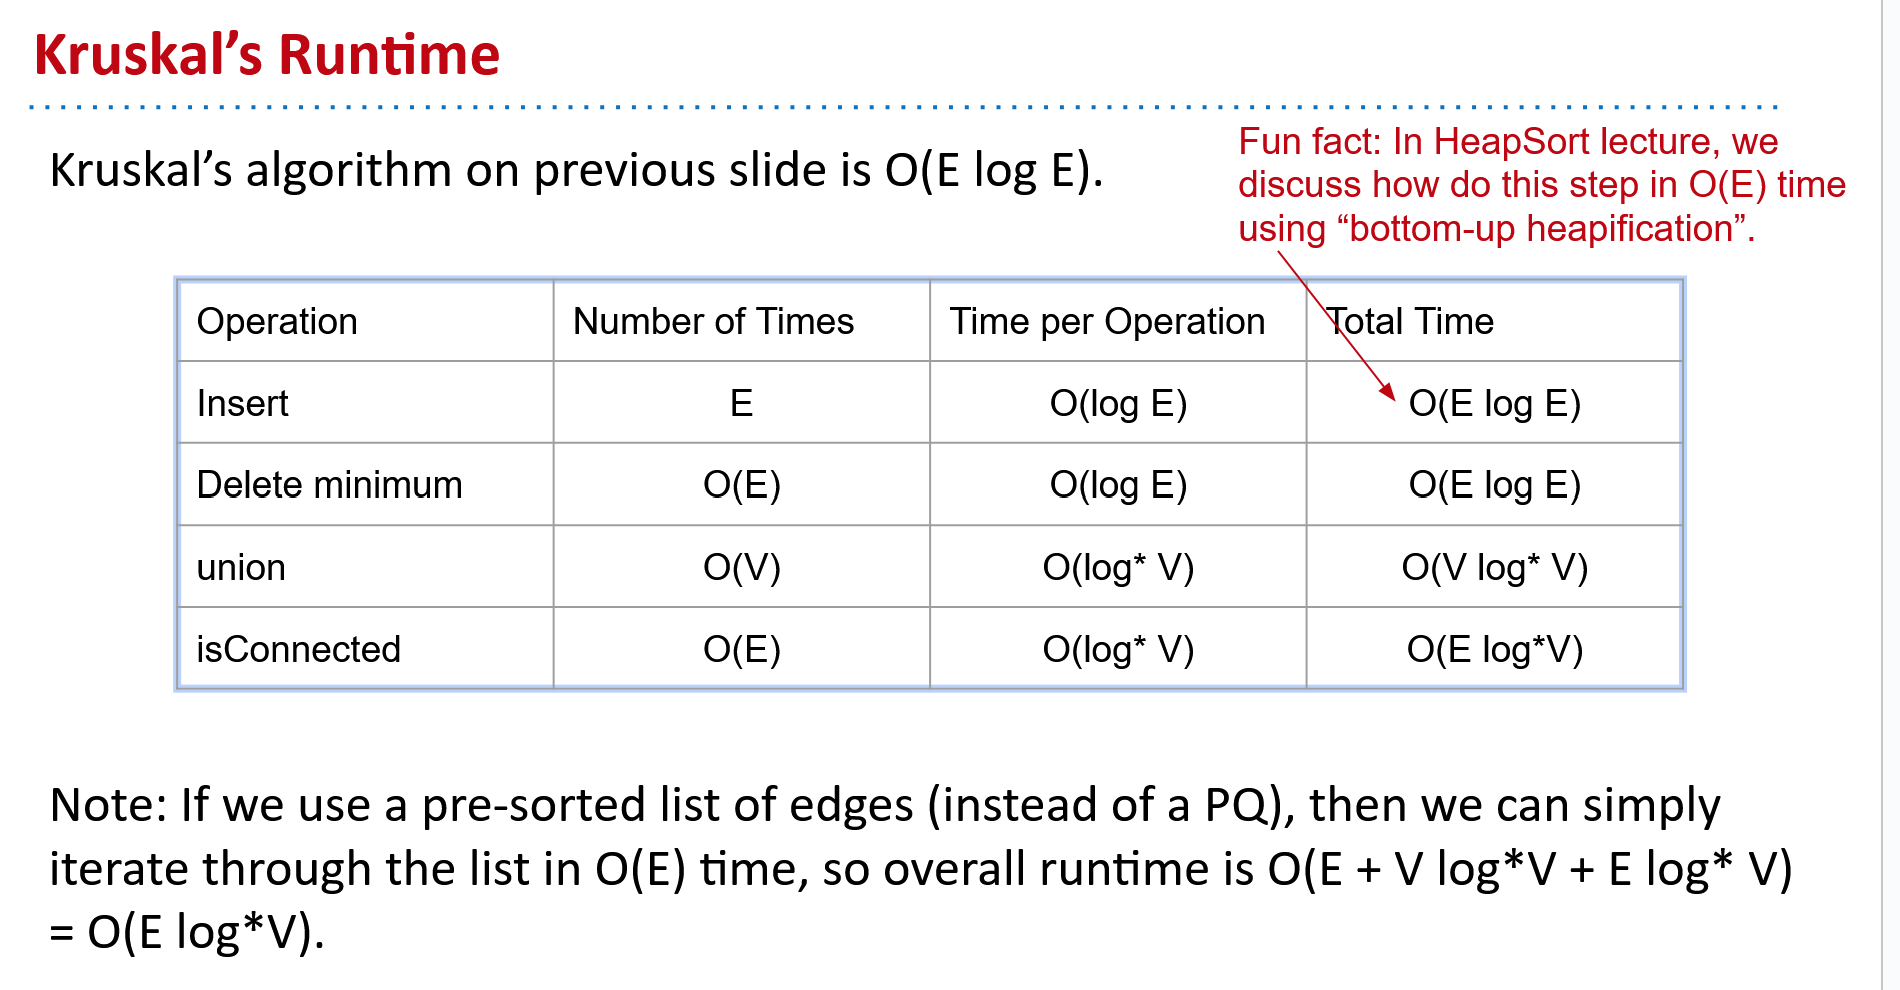 Kruskal’s Runtime
Kruskal’s algorithm on previous slide is O(E log E).
Fun fact: In HeapSort lecture, we
discuss how do this step in O(E) time
using “bottom-up heapification”.
Operation Number of Times Time per Operation Total Time
Insert E O(log E) O(E log E)
Delete minimum O(E) O(log E) O(E log E)
union O(V) O(log* V) O(V log* V)
isConnected O(E) O(log* V) O(E log*V)
Note: If we use a pre-sorted list of edges (instead of a PQ), then we can simply
iterate through the list in O(E) time, so overall runtime is O(E + V log*V + E log* V)
= O(E log*V).